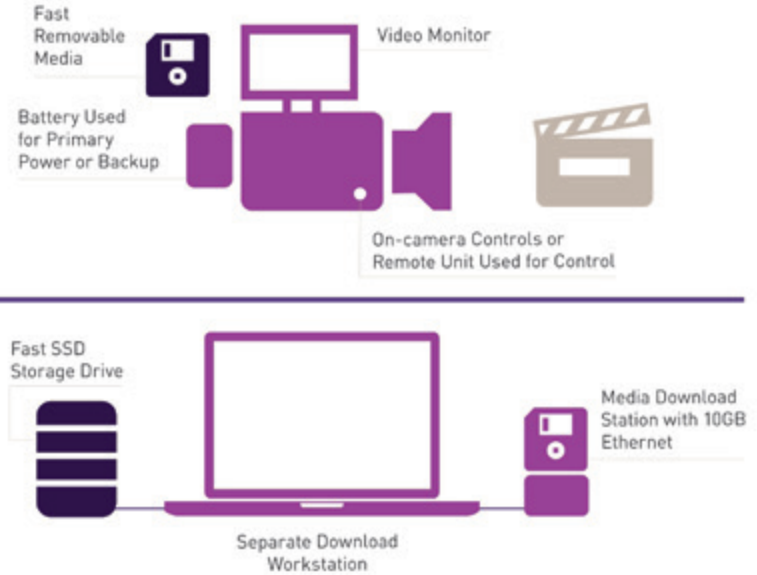 Fast
Removable
Media
Video Monitor
Battery Used
for Primary
Power or Backup
On-camera Controls or
Remote Unit Used for Control
Fast SSD
Storage Drive
Media Download
Station with 10GB
Ethernet
Separate Download
Workstation